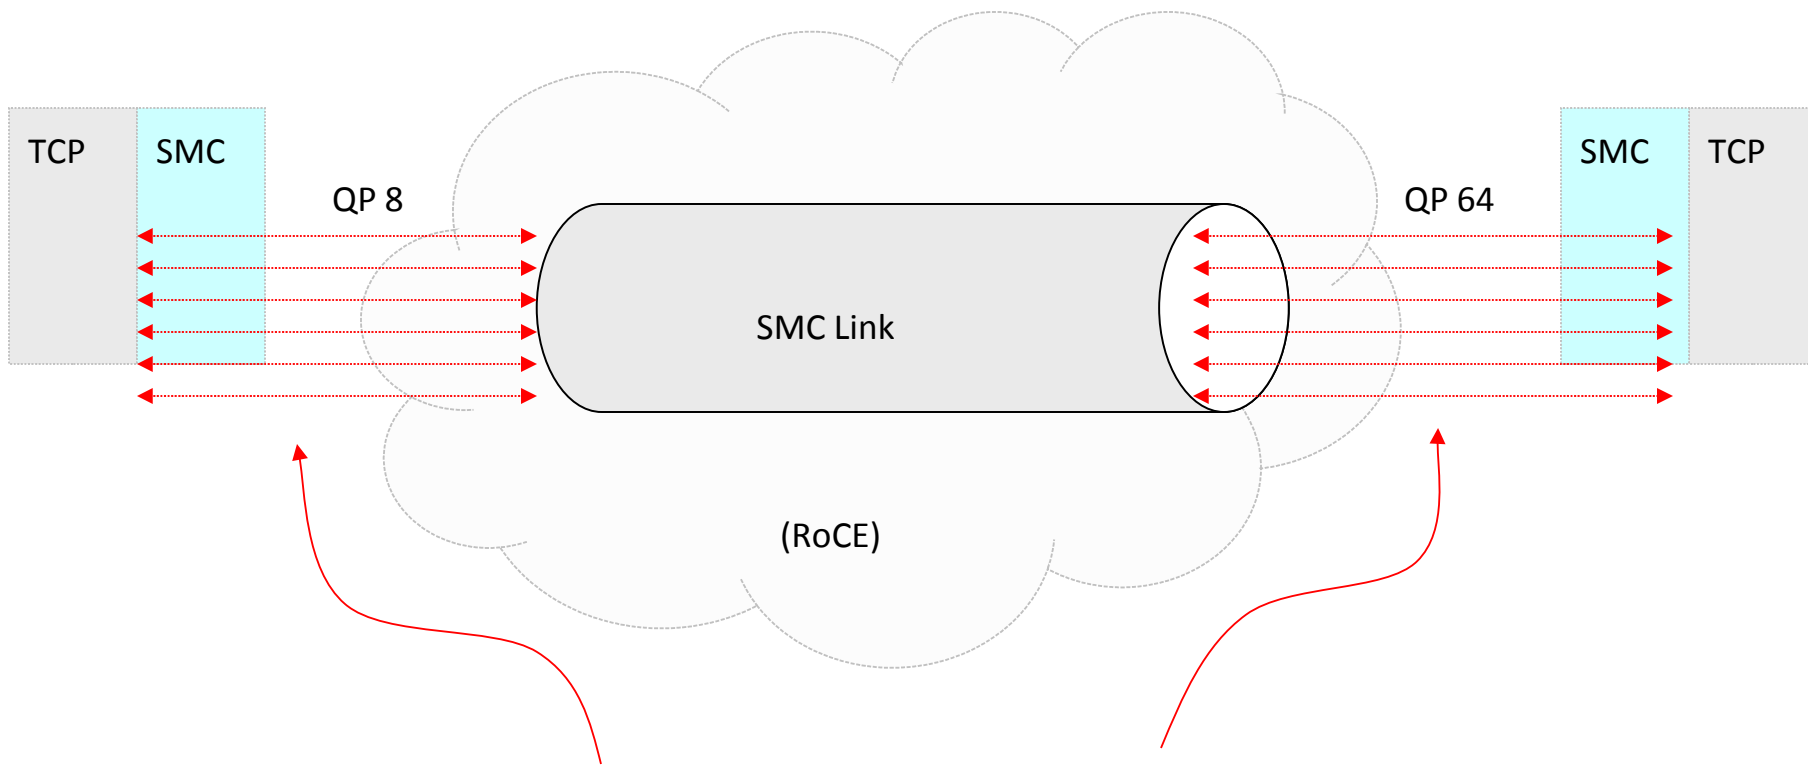 TCP
SMC
SMC
TCP
QP 8
QP 64
SMC Link
(RoCE)